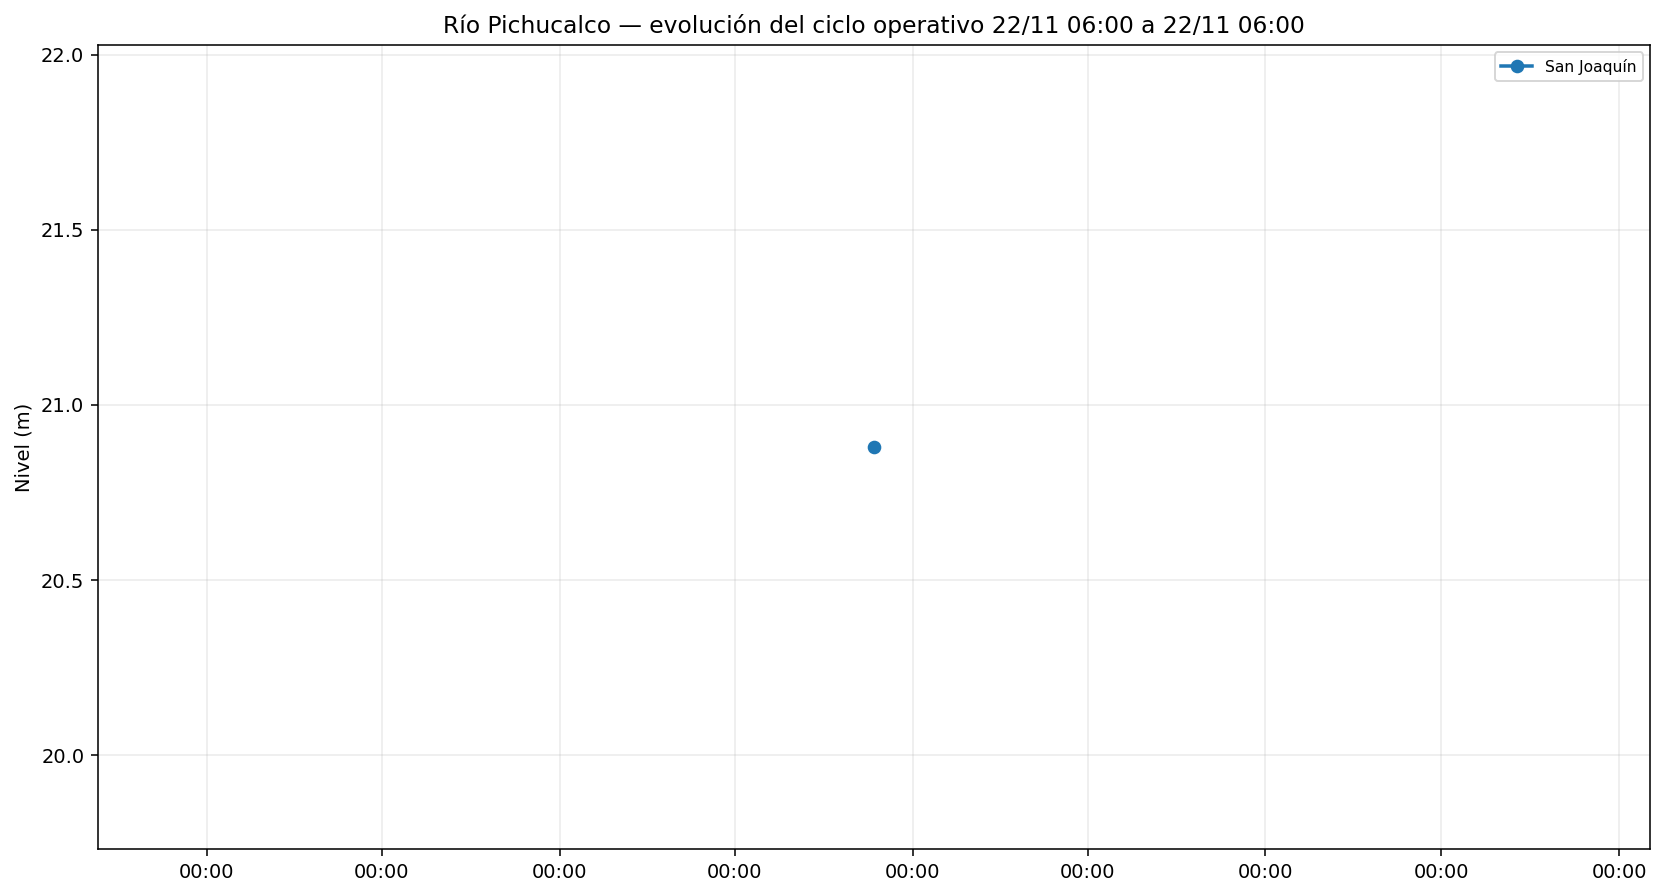 Río Pichucalco — evolución del ciclo operativo 22/11 06:00 a 22/11 06:00
San Joaquín
Nivel (m)
22.0
21.5
21.0
20.5
20.0
00:00 00:00 00:00 00:00 00:00 00:00 00:00 00:00 00:00